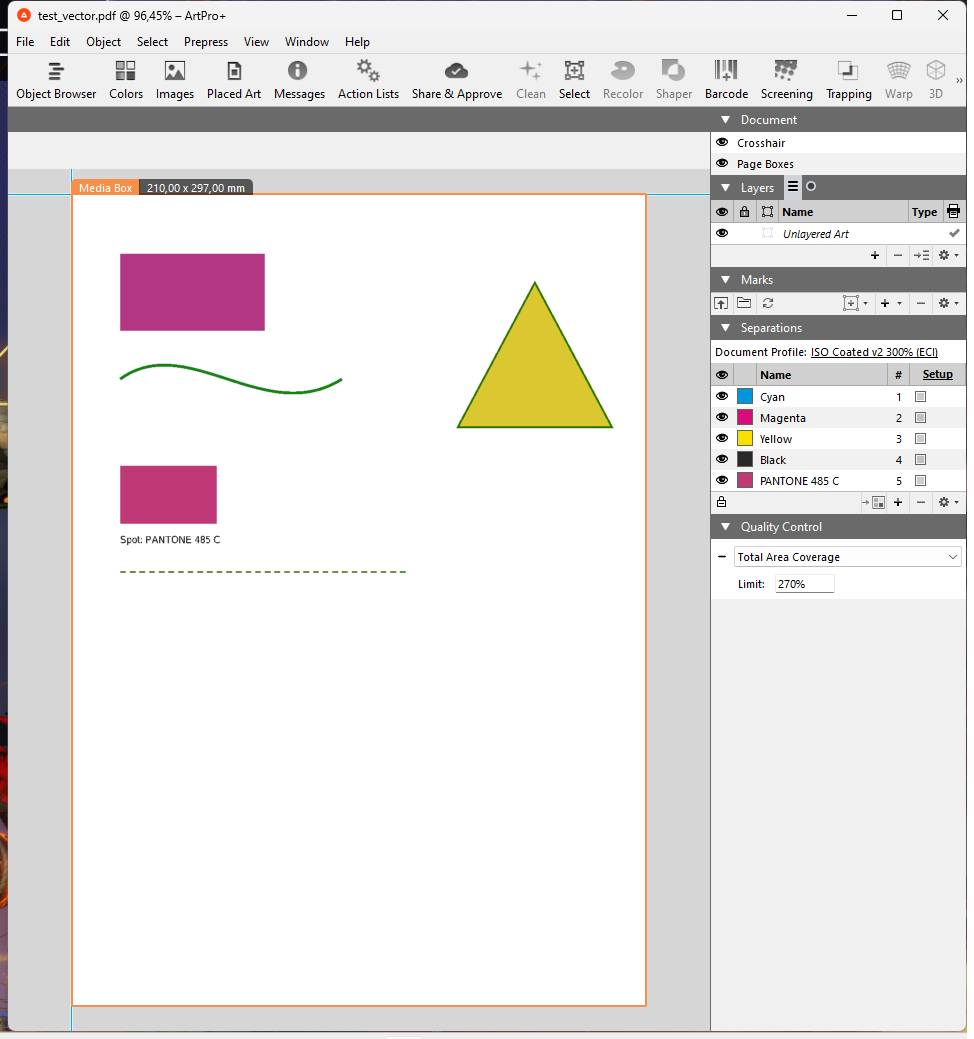 test_vector.pdf @ 96,45% – ArtPro+
File Edit Object Select Prepress View Window Help
Object Browser Colors Images Placed Art Messages Action Lists Share & Approve Clean Select Recolor Shaper Barcode Screening Trapping Warp 3D »
Document
Crosshair
Page Boxes
Media Box 210,00 x 297,00 mm
Layers
Name Type
Unlayered Art
Marks
Separations
Document Profile: ISO Coated v2 300% (ECI)
Name # Setup
Cyan 1
Magenta 2
Yellow 3
Black 4
PANTONE 485 C 5
Quality Control
Total Area Coverage
Limit: 270%
Spot: PANTONE 485 C